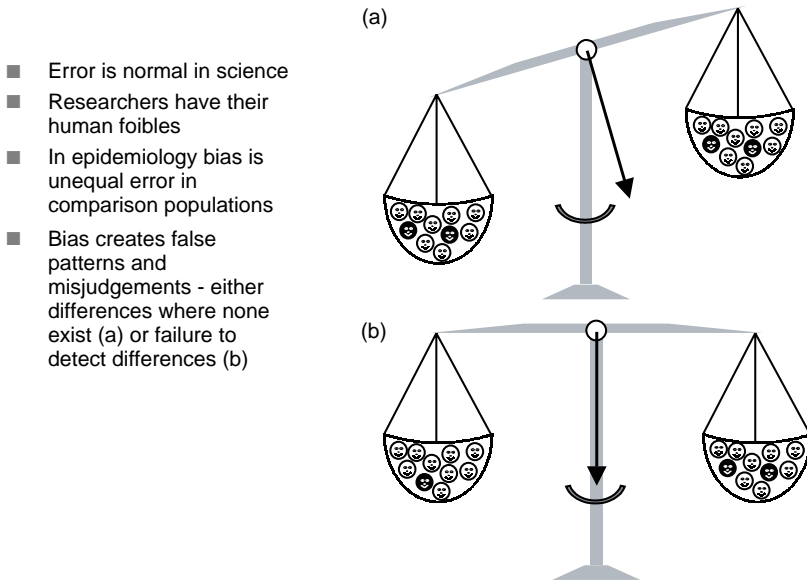 Error is normal in science
Researchers have their
human foibles
In epidemiology bias is
unequal error in
comparison populations
Bias creates false
patterns and
misjudgements - either
differences where none
exist (a) or failure to
detect differences (b)
(a)
(b)